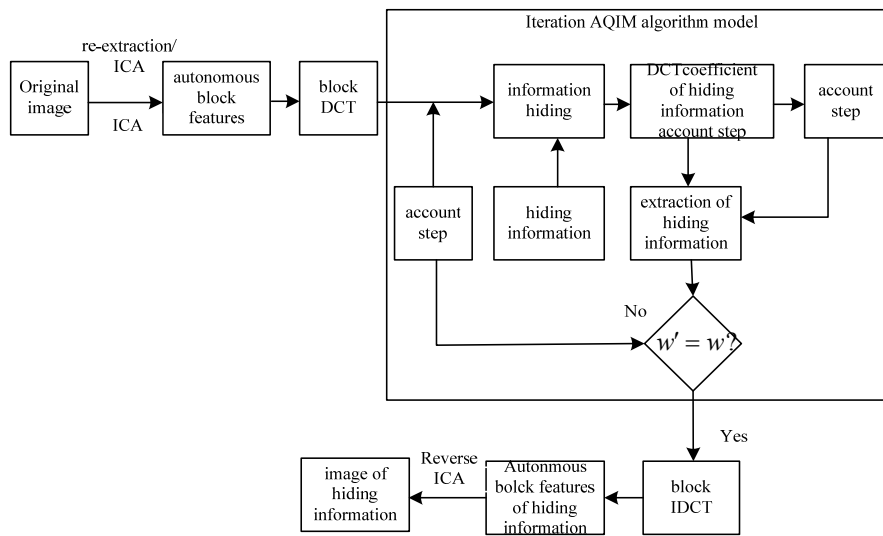 Iteration AQIM algorithm model
re-extraction/
ICA
ICA
Original
image
autonomous
block
features
block
DCT
information
hiding
DCTcoefficient
of hiding
information
account step
account
step
account
step
hiding
information
extraction of
hiding
information
No
w' = w?
Yes
image of
hiding
information
Reverse
ICA
Autonmous
bolck features
of hiding
information
block
IDCT